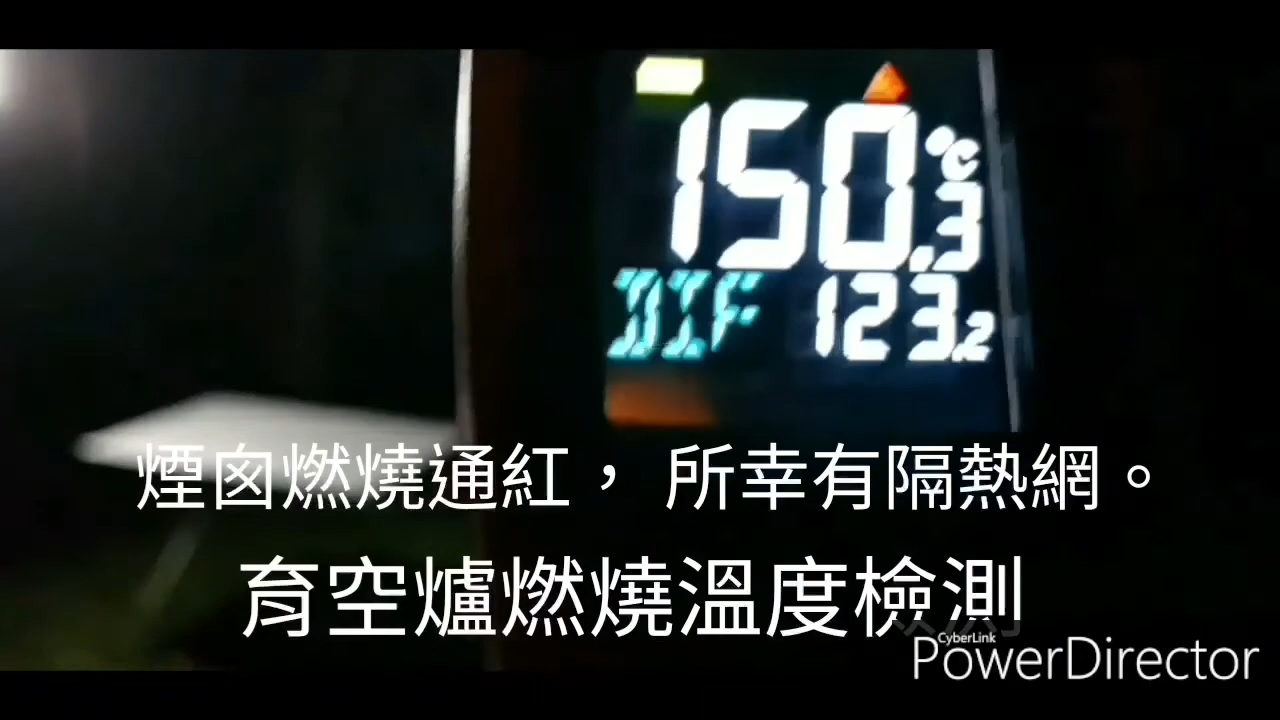 150.3 °C
DIF 123.2
煙囪燃燒通紅，所幸有隔熱網。
育空爐燃燒溫度檢測
CyberLink
PowerDirector